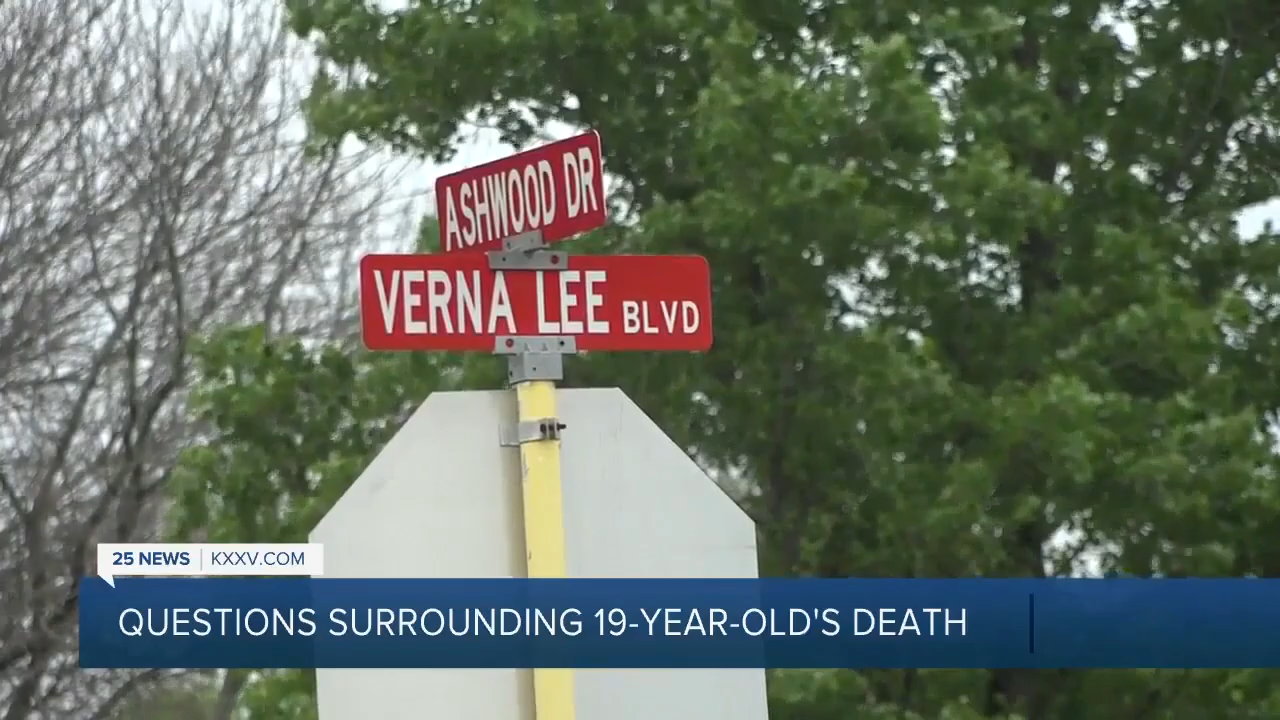 ASHWOOD DR
VERNA LEE BLVD
25 NEWS | KXXV.COM
QUESTIONS SURROUNDING 19-YEAR-OLD'S DEATH